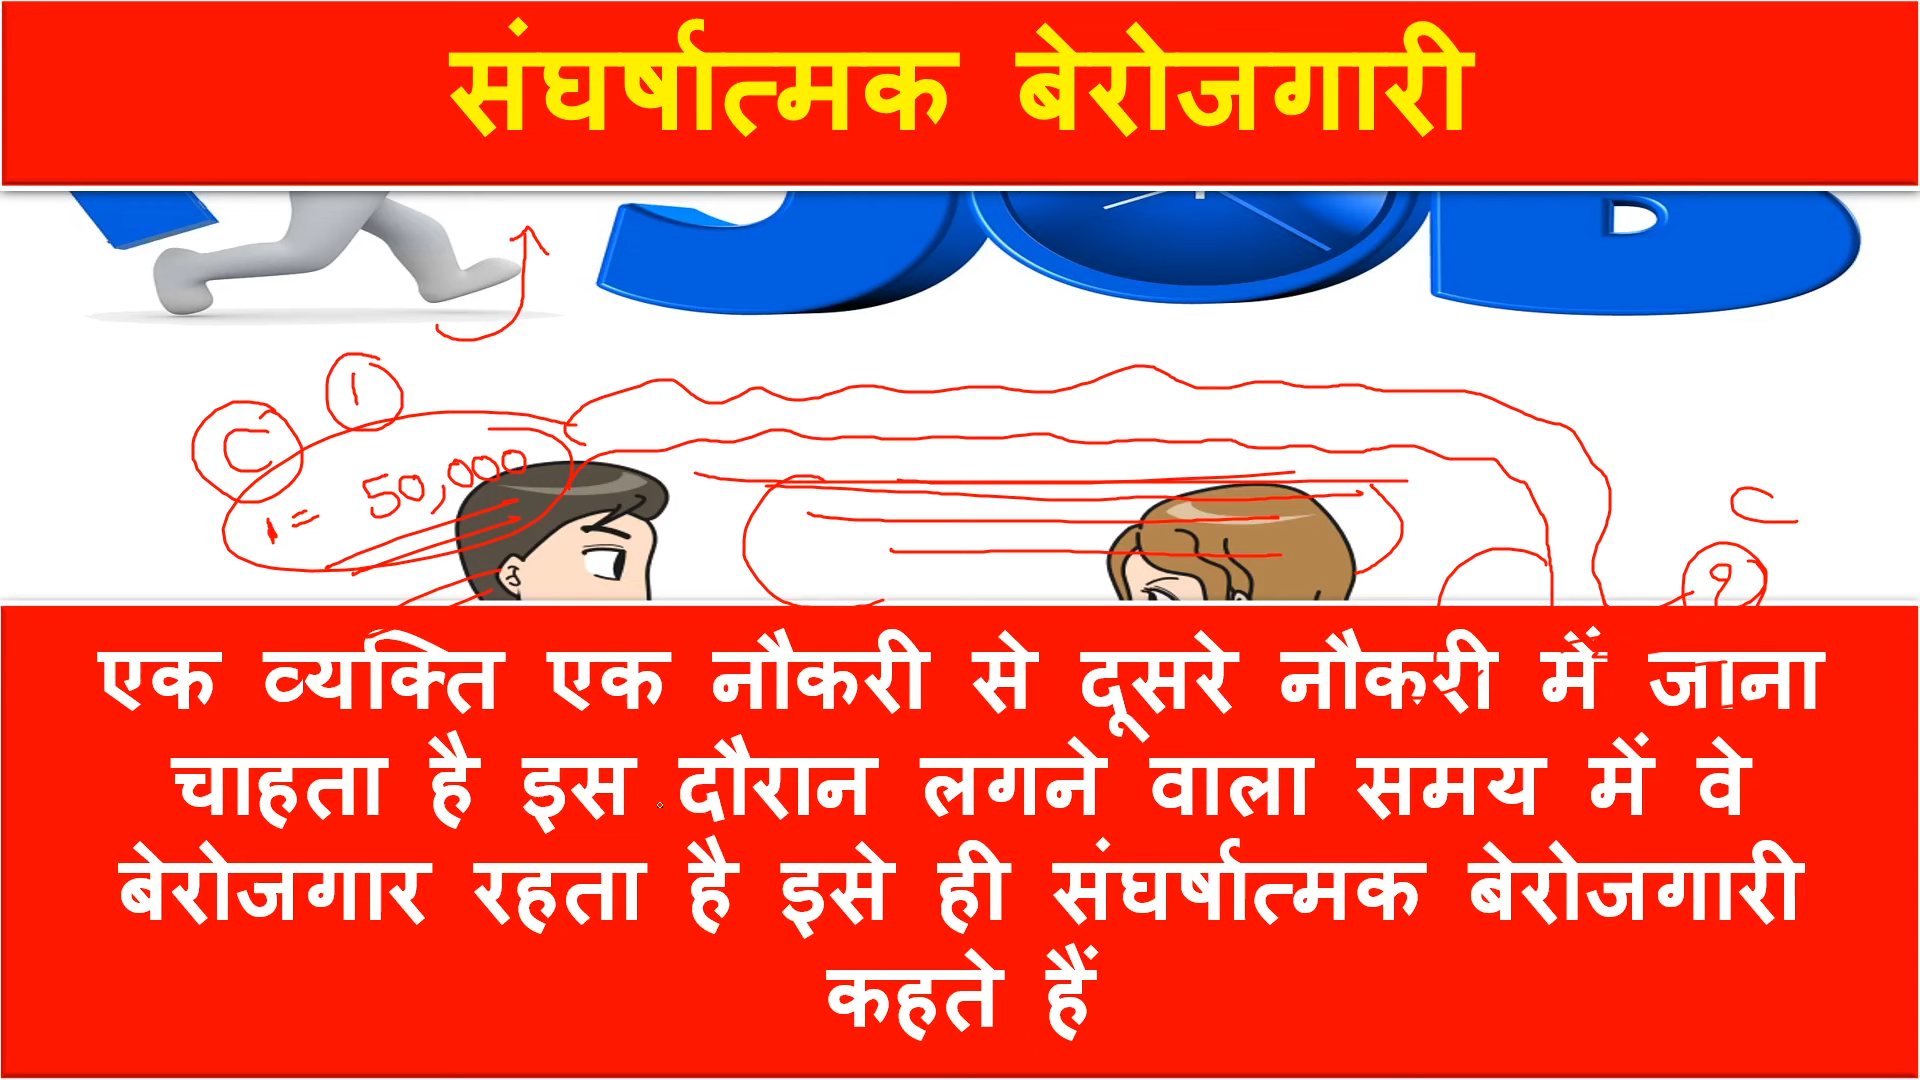 संघर्षात्मक बेरोजगारी
JOB
1
C
1 = 50,000
C
2
एक व्यक्ति एक नौकरी से दूसरे नौकरी में जाना
चाहता है इस दौरान लगने वाला समय में वे
बेरोजगार रहता है इसे ही संघर्षात्मक बेरोजगारी
कहते हैं